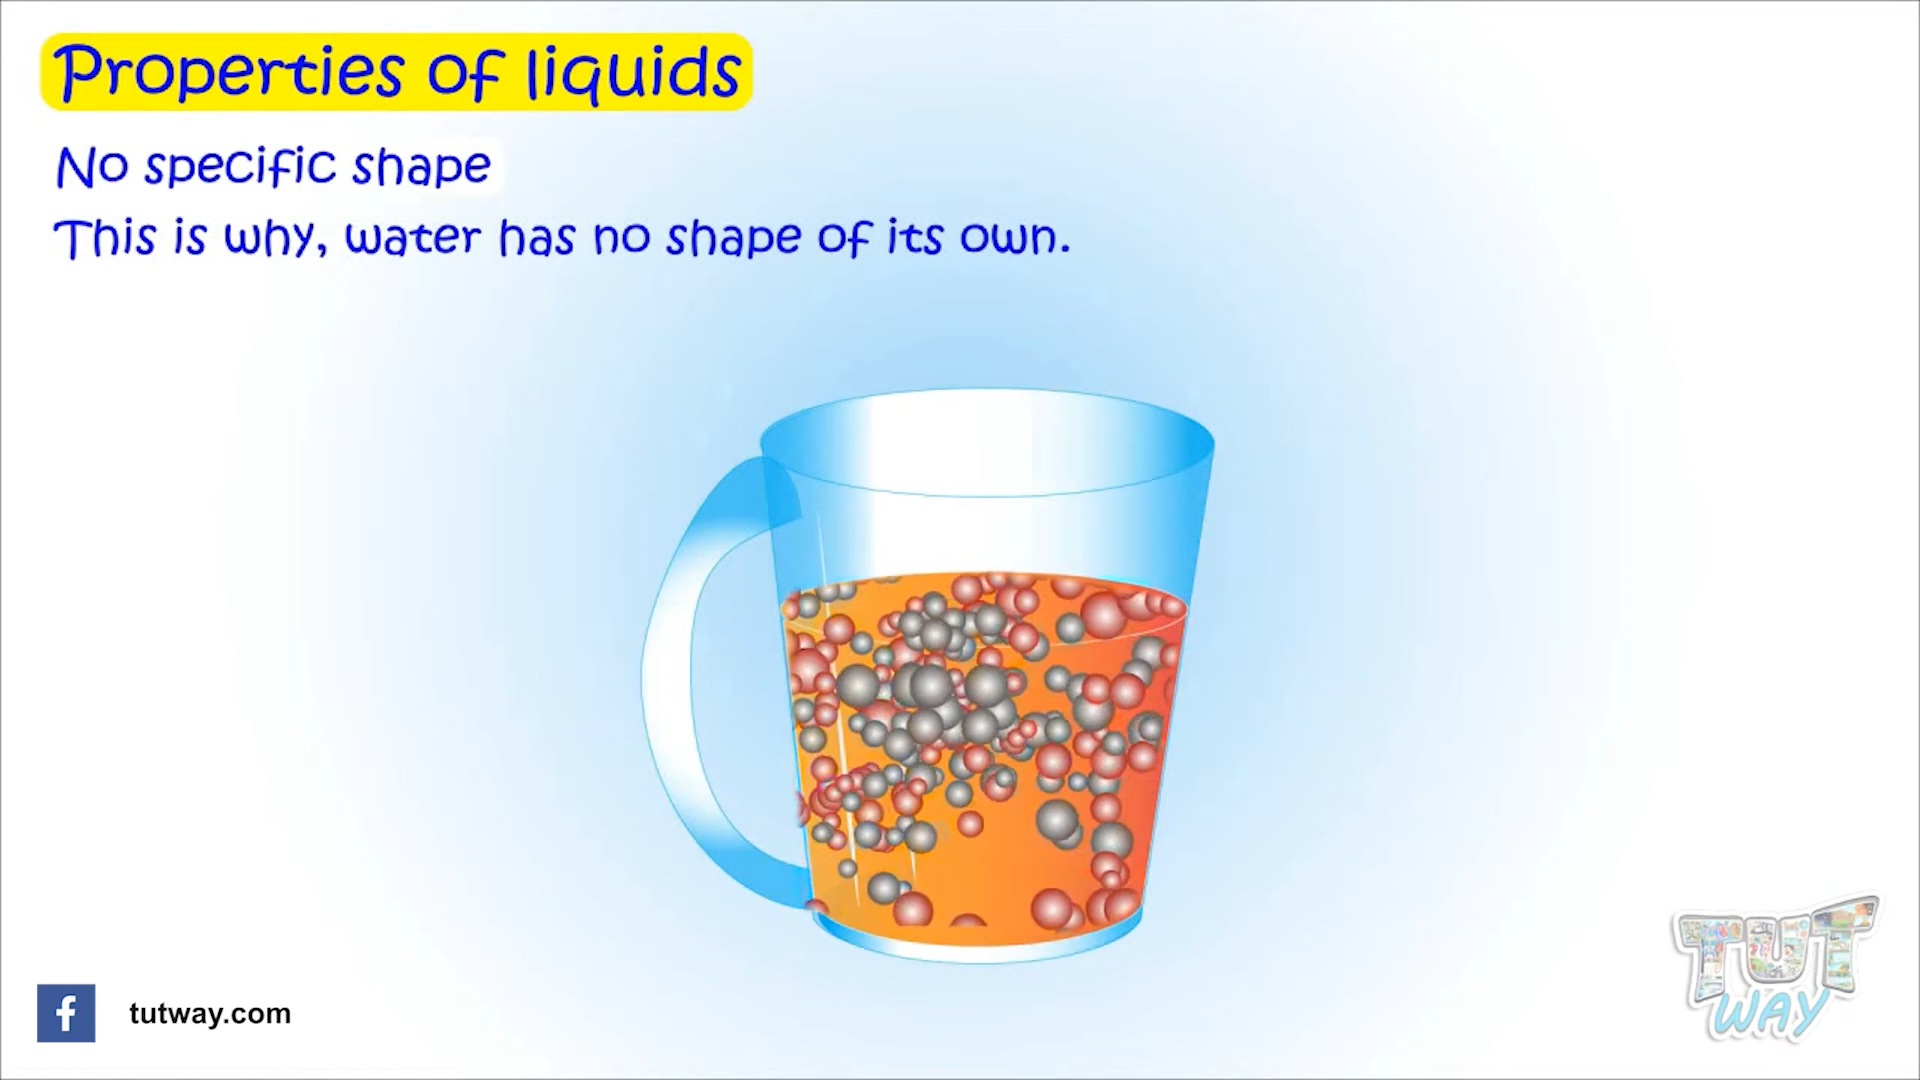 Properties of liquids
No specific shape
This is why, water has no shape of its own.
f
tutway.com
TUT
WAY